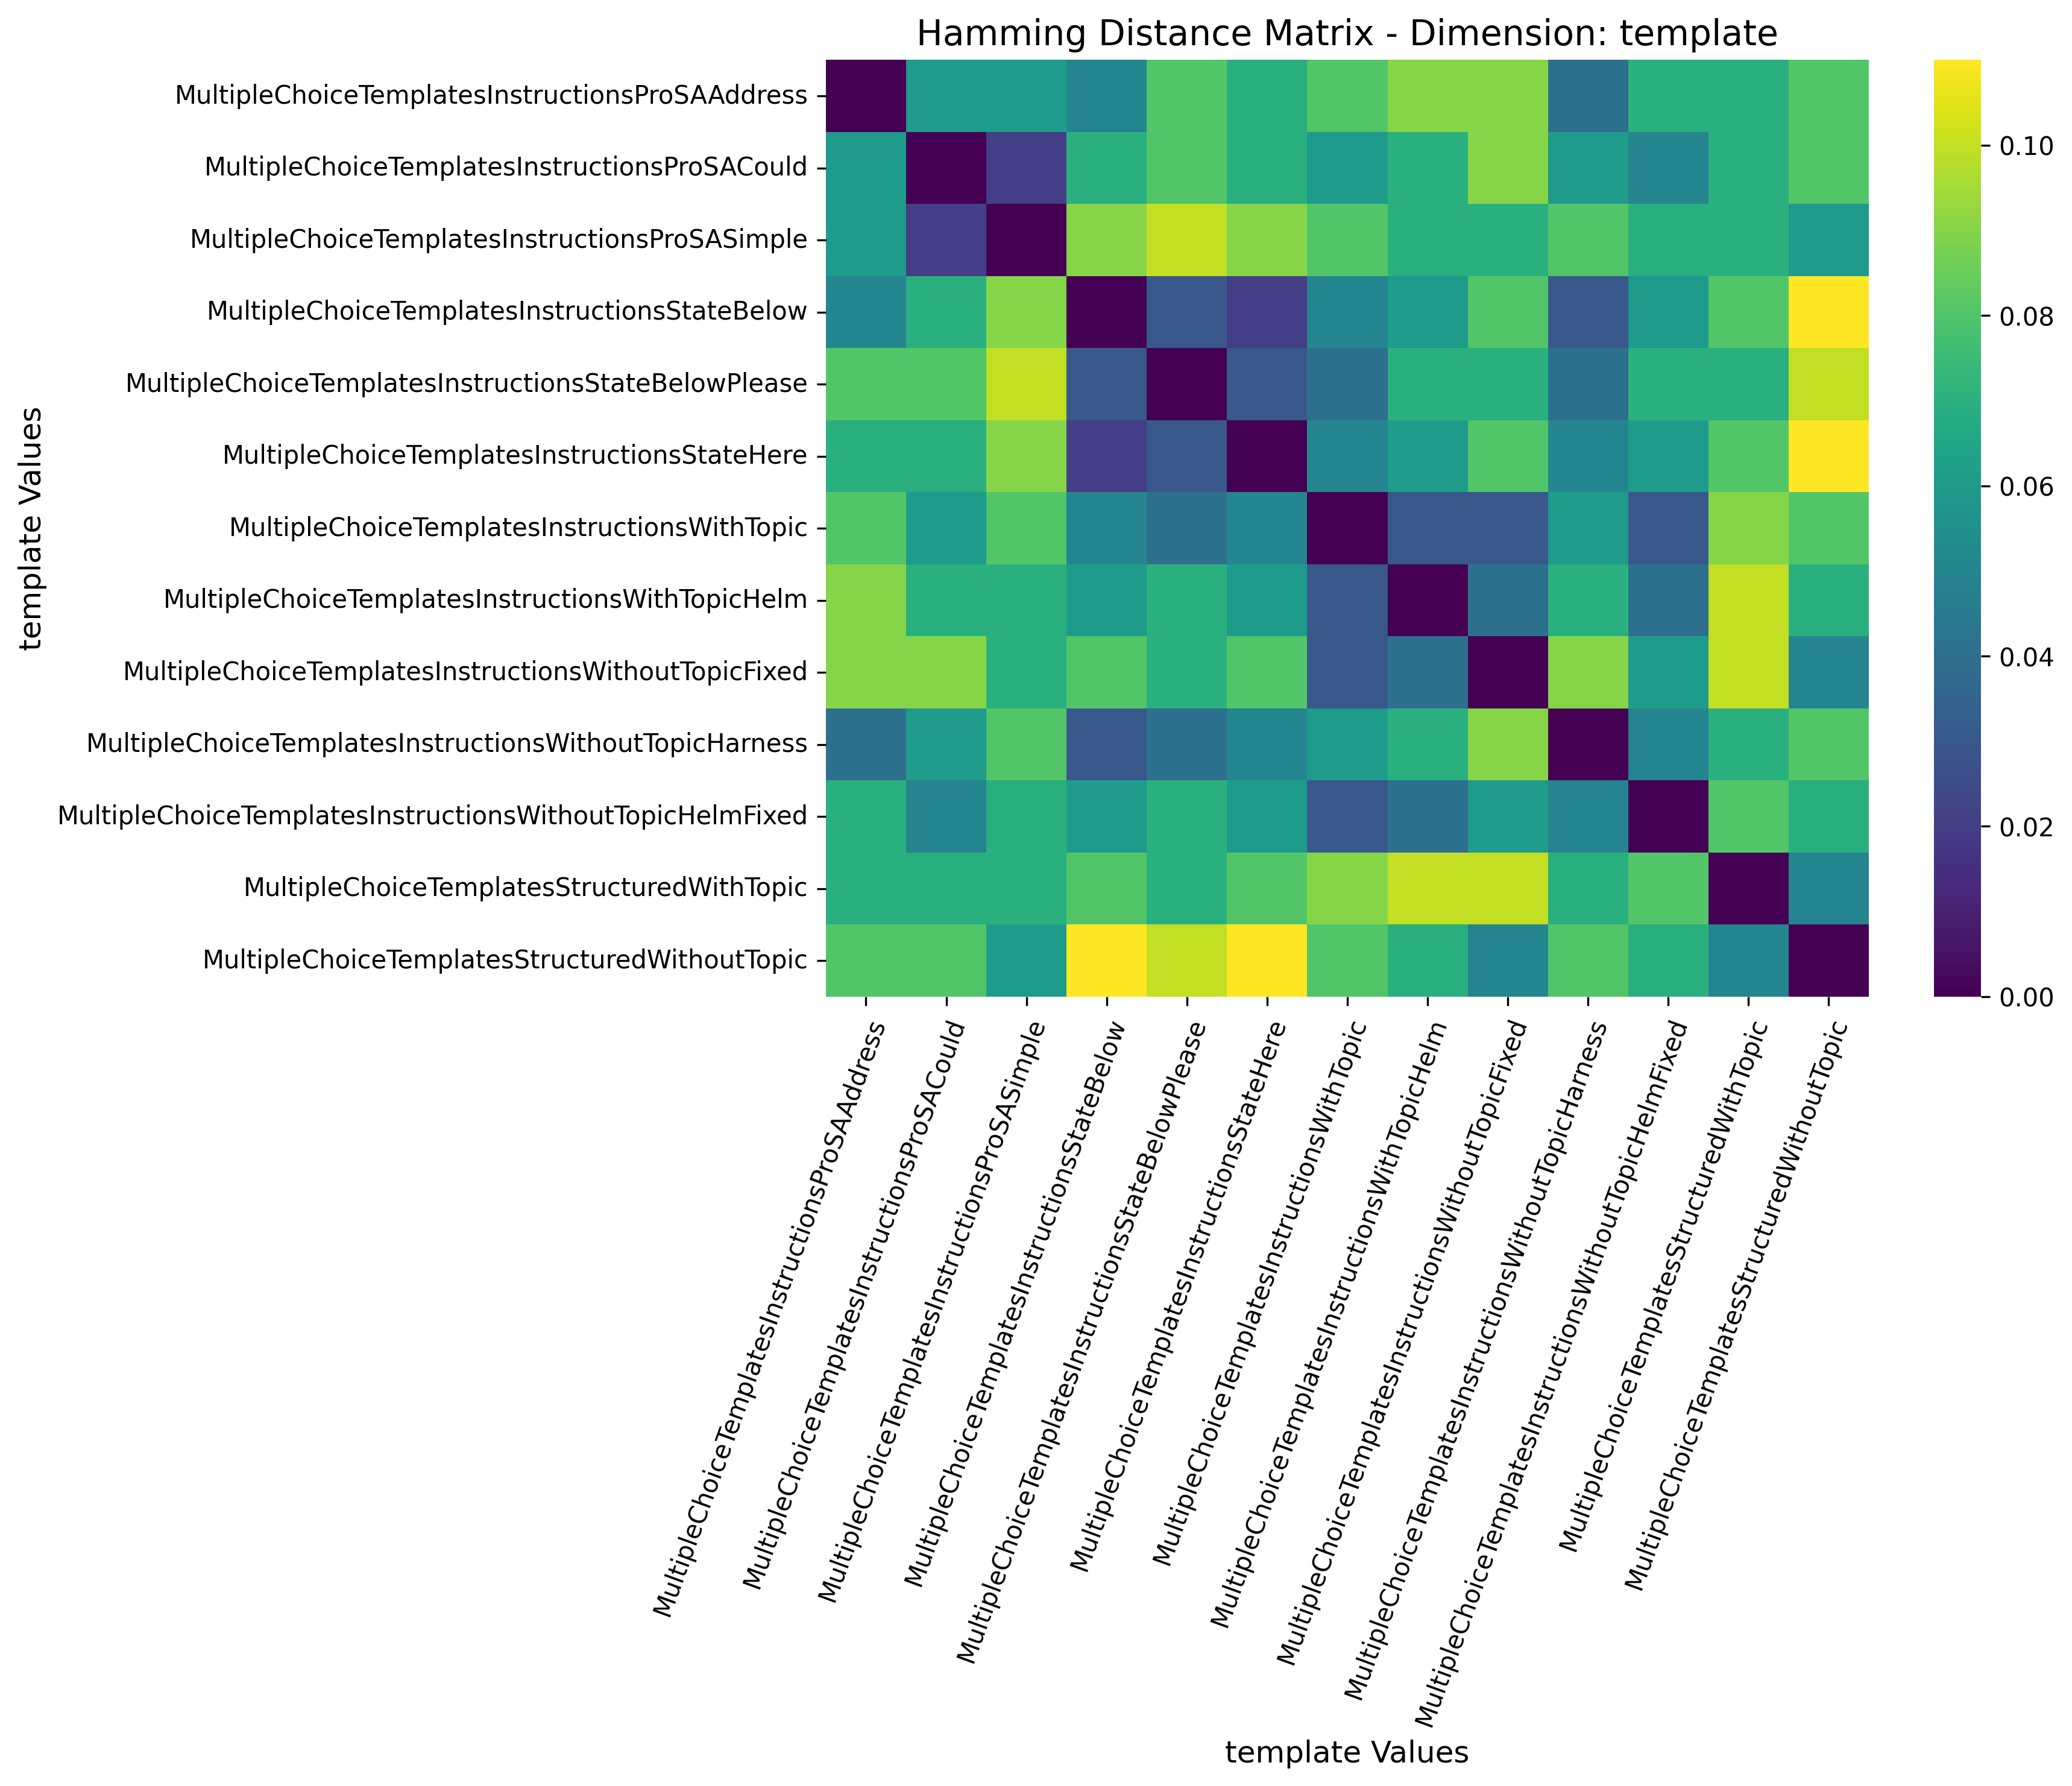 Hamming Distance Matrix - Dimension: template
MultipleChoiceTemplatesInstructionsProSAAddress
MultipleChoiceTemplatesInstructionsProSACould
MultipleChoiceTemplatesInstructionsProSASimple
MultipleChoiceTemplatesInstructionsStateBelow
MultipleChoiceTemplatesInstructionsStateBelowPlease
MultipleChoiceTemplatesInstructionsStateHere
MultipleChoiceTemplatesInstructionsWithTopic
MultipleChoiceTemplatesInstructionsWithTopicHelm
MultipleChoiceTemplatesInstructionsWithoutTopicFixed
MultipleChoiceTemplatesInstructionsWithoutTopicHarness
MultipleChoiceTemplatesInstructionsWithoutTopicHelmFixed
MultipleChoiceTemplatesStructuredWithTopic
MultipleChoiceTemplatesStructuredWithoutTopic
template Values
0.10
0.08
0.06
0.04
0.02
0.00
MultipleChoiceTemplatesInstructionsProSAAddress
MultipleChoiceTemplatesInstructionsProSACould
MultipleChoiceTemplatesInstructionsProSASimple
MultipleChoiceTemplatesInstructionsStateBelow
MultipleChoiceTemplatesInstructionsStateBelowPlease
MultipleChoiceTemplatesInstructionsStateHere
MultipleChoiceTemplatesInstructionsWithTopic
MultipleChoiceTemplatesInstructionsWithTopicHelm
MultipleChoiceTemplatesInstructionsWithoutTopicFixed
MultipleChoiceTemplatesInstructionsWithoutTopicHarness
MultipleChoiceTemplatesInstructionsWithoutTopicHelmFixed
MultipleChoiceTemplatesStructuredWithTopic
MultipleChoiceTemplatesStructuredWithoutTopic
template Values